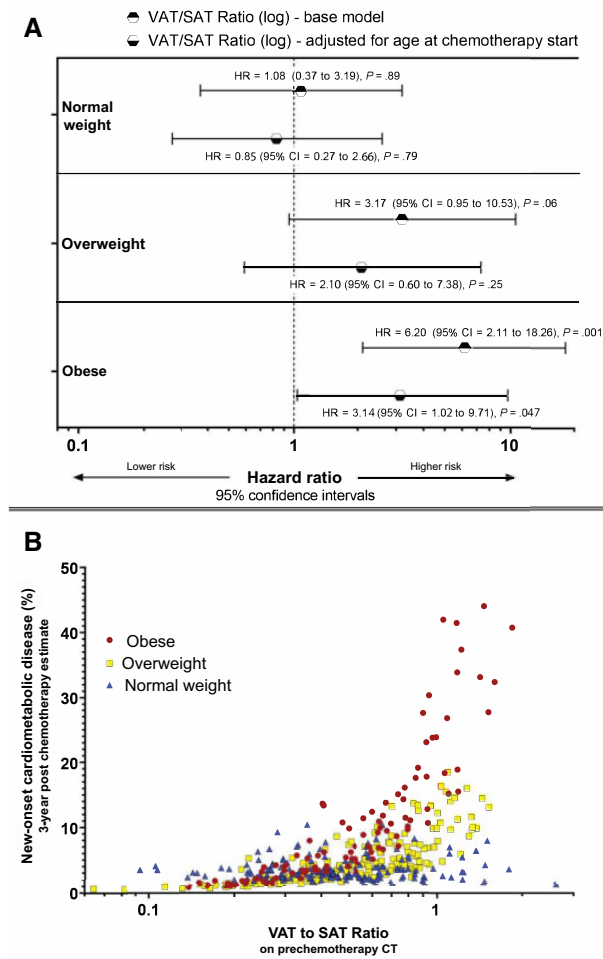 A
VAT/SAT Ratio (log) - base model
VAT/SAT Ratio (log) - adjusted for age at chemotherapy start
HR = 1.08 (0.37 to 3.19), P = .89
Normal
weight
HR = 0.85 (95% CI = 0.27 to 2.66), P = .79
HR = 3.17 (95% CI = 0.95 to 10.53), P = .06
Overweight
HR = 2.10 (95% CI = 0.60 to 7.38), P = .25
HR = 6.20 (95% CI = 2.11 to 18.26), P = .001
Obese
HR = 3.14 (95% CI = 1.02 to 9.71), P = .047
0.1 1 10
Lower risk Hazard ratio Higher risk
95% confidence intervals
B
New-onset cardiometabolic disease (%)
3-year post chemotherapy estimate
50
40
30
20
10
0
Obese
Overweight
Normal weight
0.1 1
VAT to SAT Ratio
on prechemotherapy CT